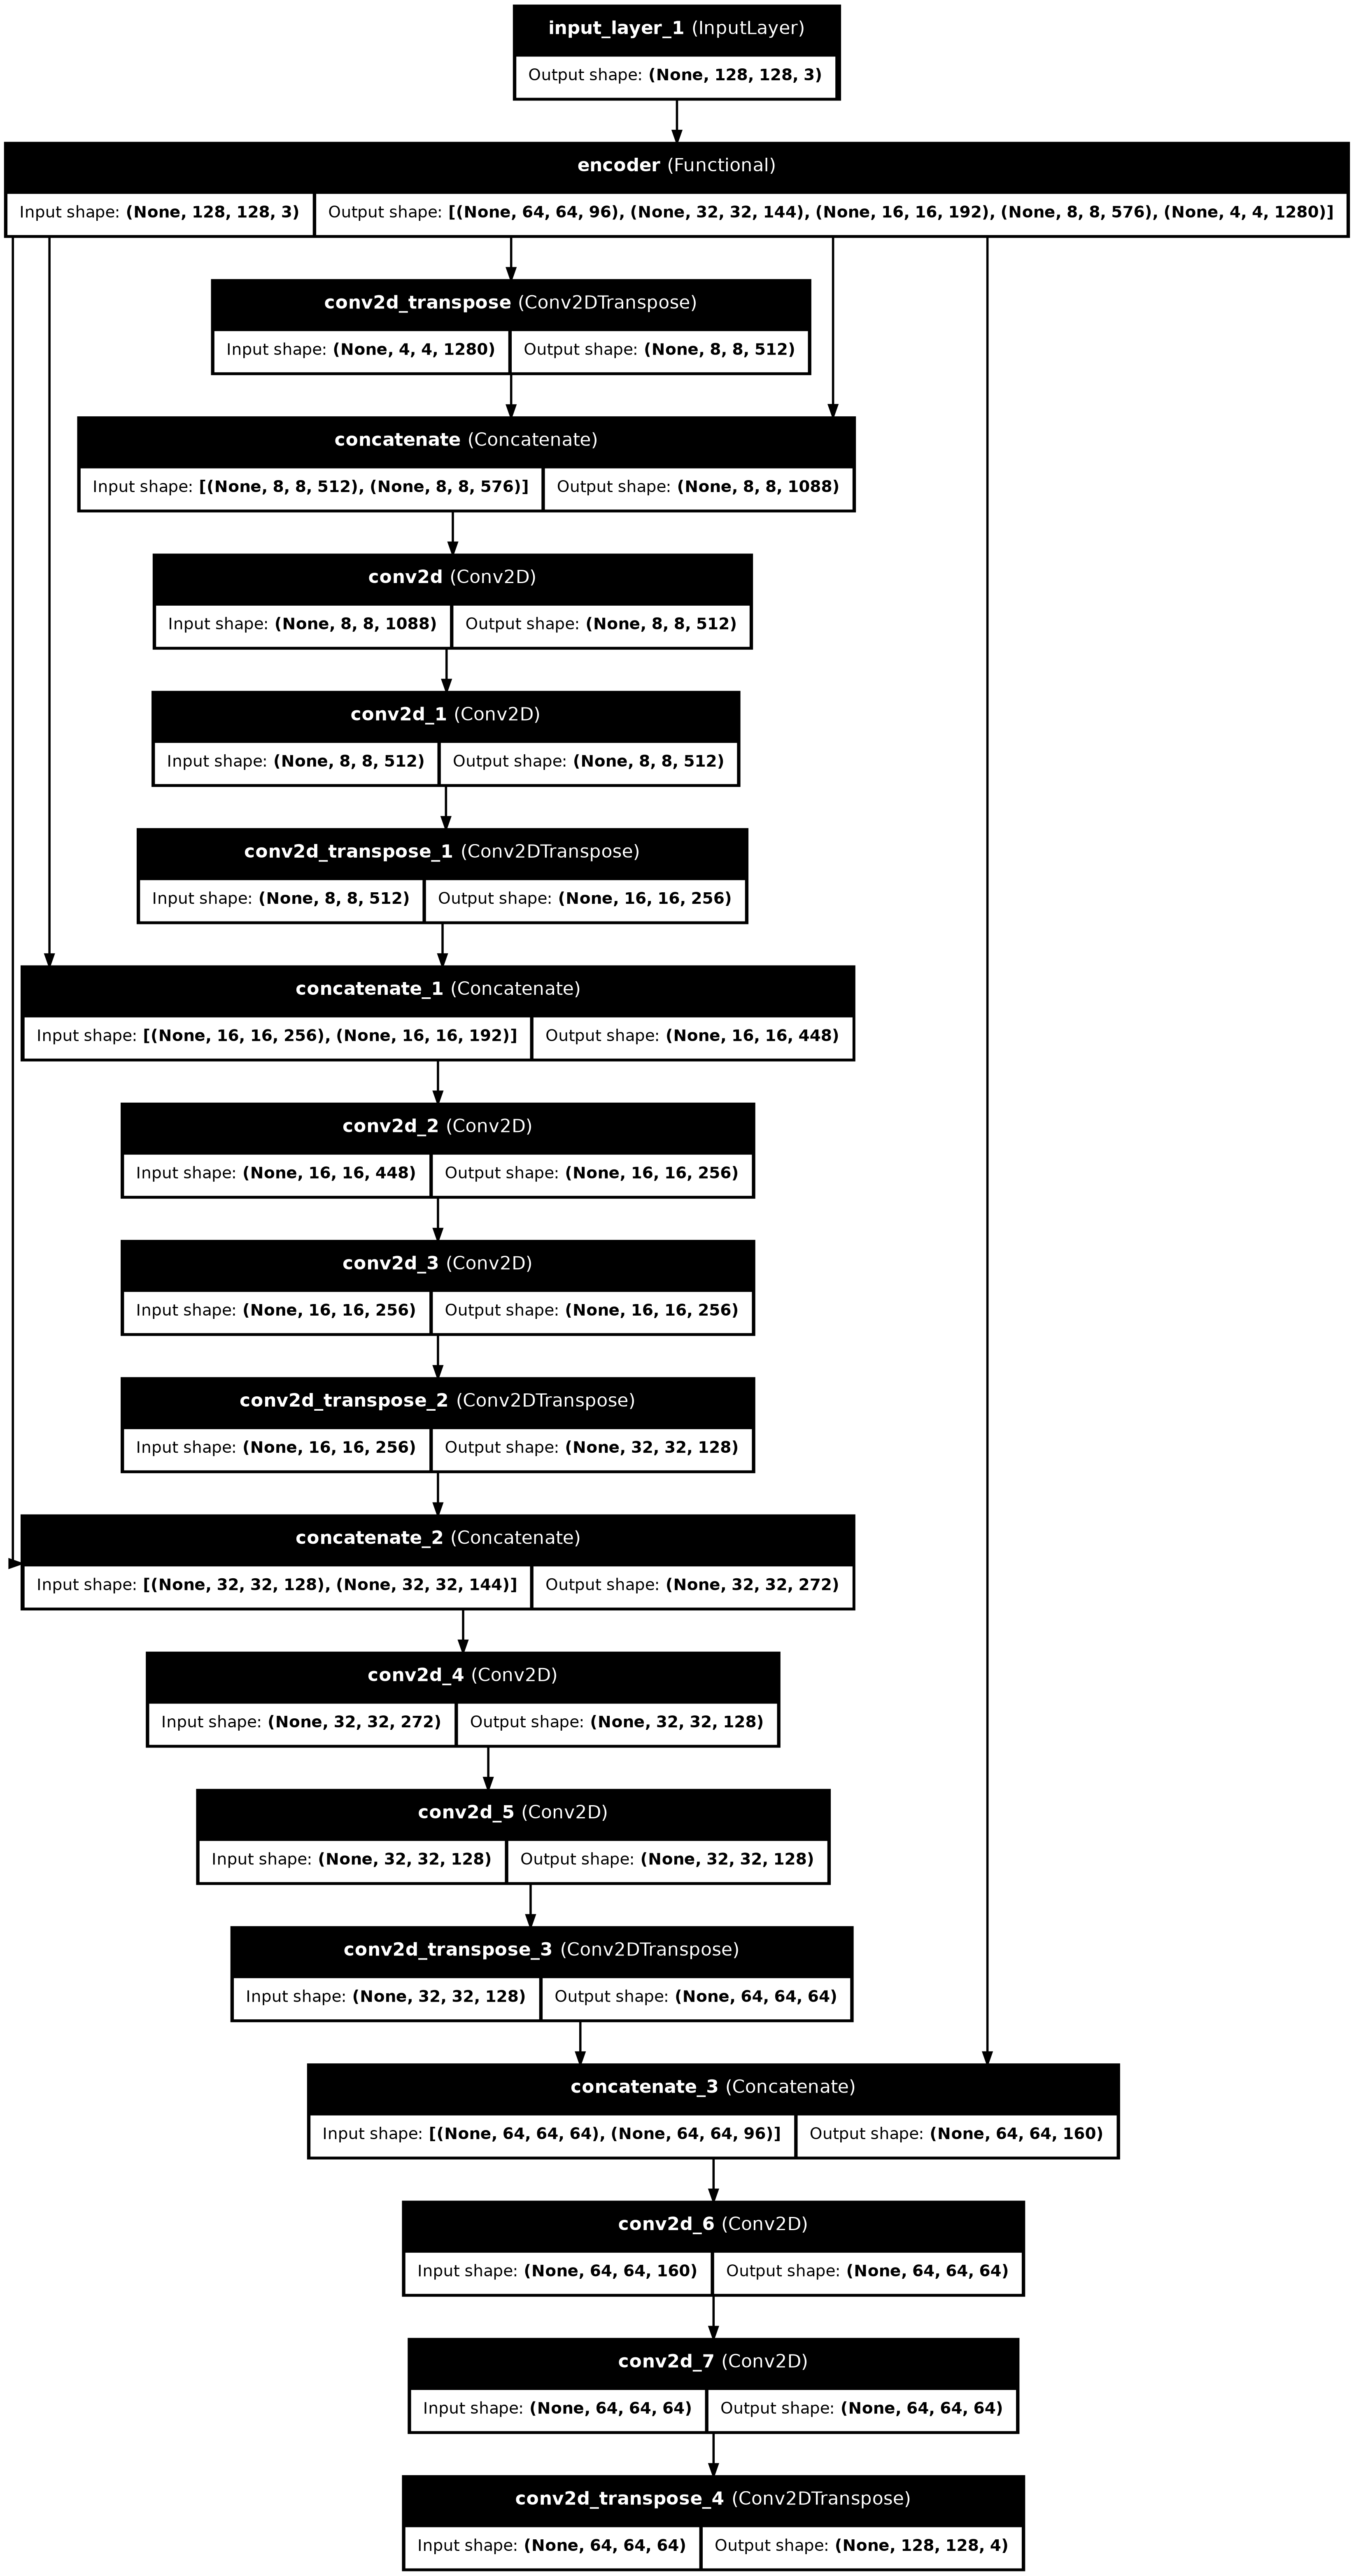 input_layer_1 (InputLayer)
Output shape: (None, 128, 128, 3)
encoder (Functional)
Input shape: (None, 128, 128, 3) Output shape: [(None, 64, 64, 96), (None, 32, 32, 144), (None, 16, 16, 192), (None, 8, 8, 576), (None, 4, 4, 1280)]
conv2d_transpose (Conv2DTranspose)
Input shape: (None, 4, 4, 1280) Output shape: (None, 8, 8, 512)
concatenate (Concatenate)
Input shape: [(None, 8, 8, 512), (None, 8, 8, 576)] Output shape: (None, 8, 8, 1088)
conv2d (Conv2D)
Input shape: (None, 8, 8, 1088) Output shape: (None, 8, 8, 512)
conv2d_1 (Conv2D)
Input shape: (None, 8, 8, 512) Output shape: (None, 8, 8, 512)
conv2d_transpose_1 (Conv2DTranspose)
Input shape: (None, 8, 8, 512) Output shape: (None, 16, 16, 256)
concatenate_1 (Concatenate)
Input shape: [(None, 16, 16, 256), (None, 16, 16, 192)] Output shape: (None, 16, 16, 448)
conv2d_2 (Conv2D)
Input shape: (None, 16, 16, 448) Output shape: (None, 16, 16, 256)
conv2d_3 (Conv2D)
Input shape: (None, 16, 16, 256) Output shape: (None, 16, 16, 256)
conv2d_transpose_2 (Conv2DTranspose)
Input shape: (None, 16, 16, 256) Output shape: (None, 32, 32, 128)
concatenate_2 (Concatenate)
Input shape: [(None, 32, 32, 128), (None, 32, 32, 144)] Output shape: (None, 32, 32, 272)
conv2d_4 (Conv2D)
Input shape: (None, 32, 32, 272) Output shape: (None, 32, 32, 128)
conv2d_5 (Conv2D)
Input shape: (None, 32, 32, 128) Output shape: (None, 32, 32, 128)
conv2d_transpose_3 (Conv2DTranspose)
Input shape: (None, 32, 32, 128) Output shape: (None, 64, 64, 64)
concatenate_3 (Concatenate)
Input shape: [(None, 64, 64, 64), (None, 64, 64, 96)] Output shape: (None, 64, 64, 160)
conv2d_6 (Conv2D)
Input shape: (None, 64, 64, 160) Output shape: (None, 64, 64, 64)
conv2d_7 (Conv2D)
Input shape: (None, 64, 64, 64) Output shape: (None, 64, 64, 64)
conv2d_transpose_4 (Conv2DTranspose)
Input shape: (None, 64, 64, 64) Output shape: (None, 128, 128, 4)